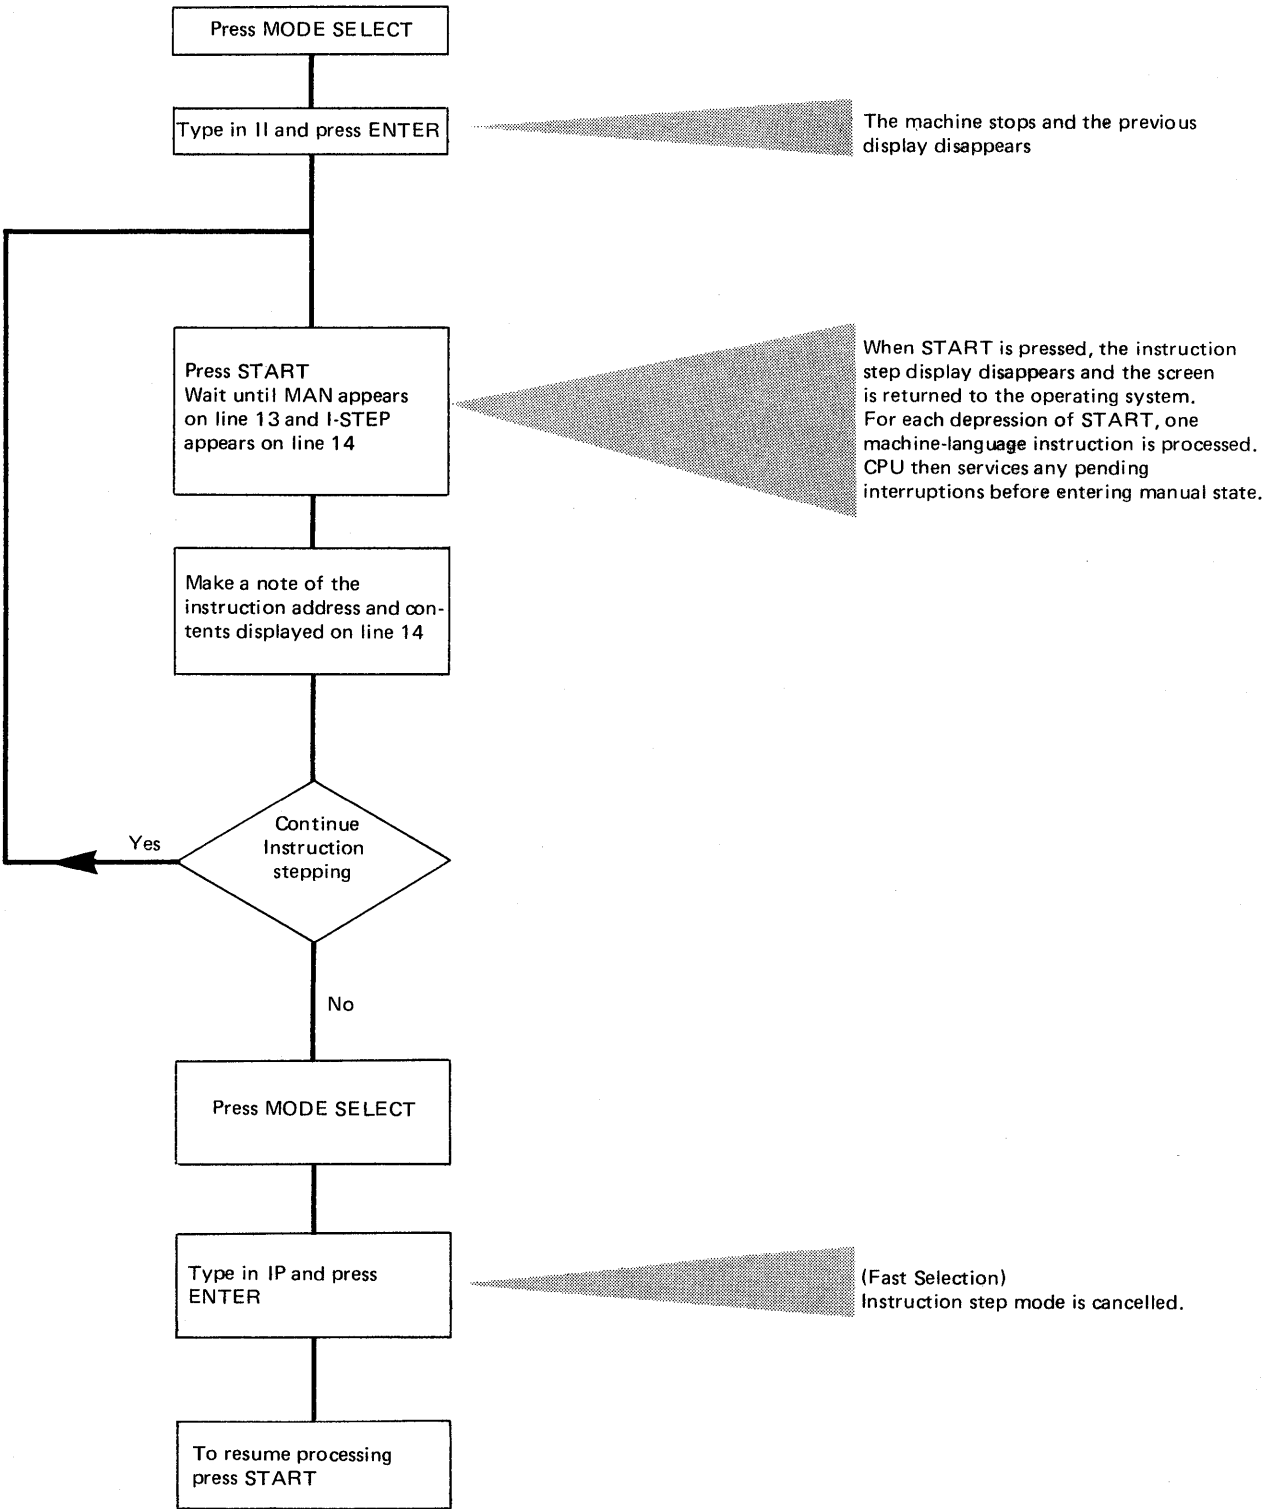 Press MODE SELECT
Type in II and press ENTER
The machine stops and the previous
display disappears
Press START
Wait until MAN appears
on line 13 and I-STEP
appears on line 14
When START is pressed, the instruction
step display disappears and the screen
is returned to the operating system.
For each depression of START, one
machine-language instruction is processed.
CPU then services any pending
interruptions before entering manual state.
Make a note of the
instruction address and con-
tents displayed on line 14
Continue
Instruction
stepping
Yes
No
Press MODE SELECT
Type in IP and press
ENTER
(Fast Selection)
Instruction step mode is cancelled.
To resume processing
press START